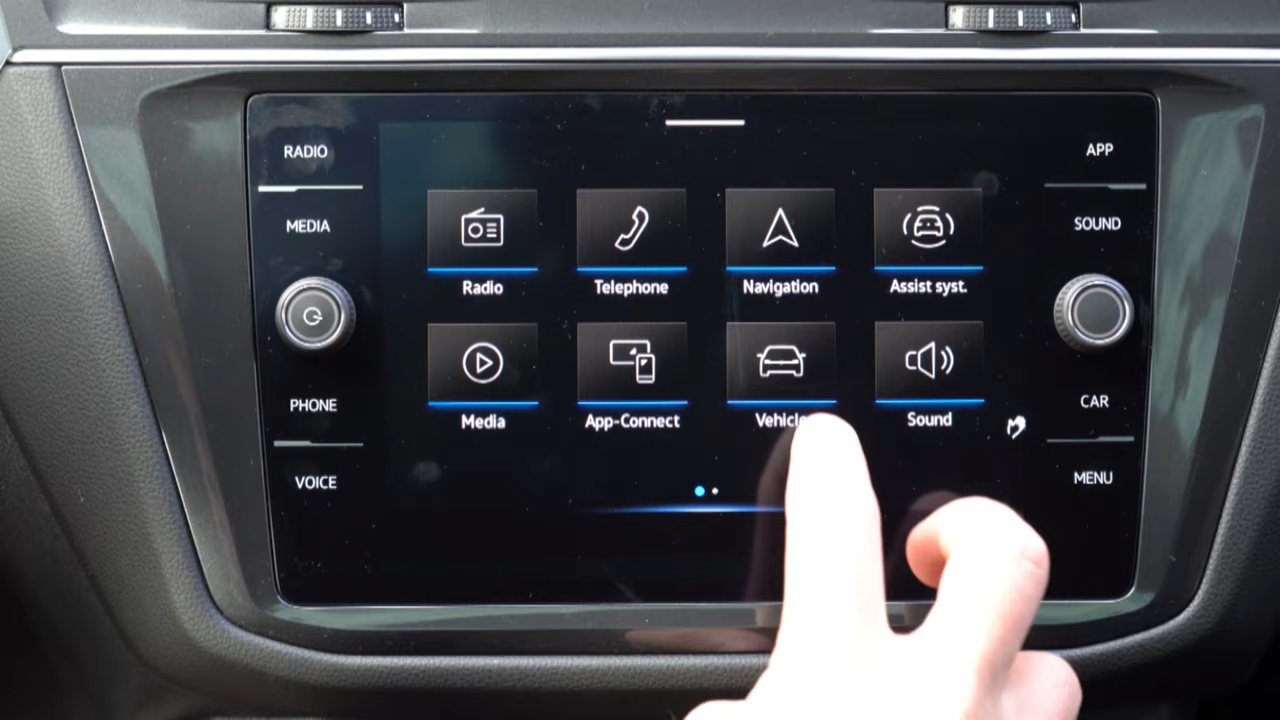 RADIO
APP
MEDIA
SOUND
Radio
Telephone
Navigation
Assist syst.
Media
App-Connect
Sound
PHONE
CAR
VOICE
MENU